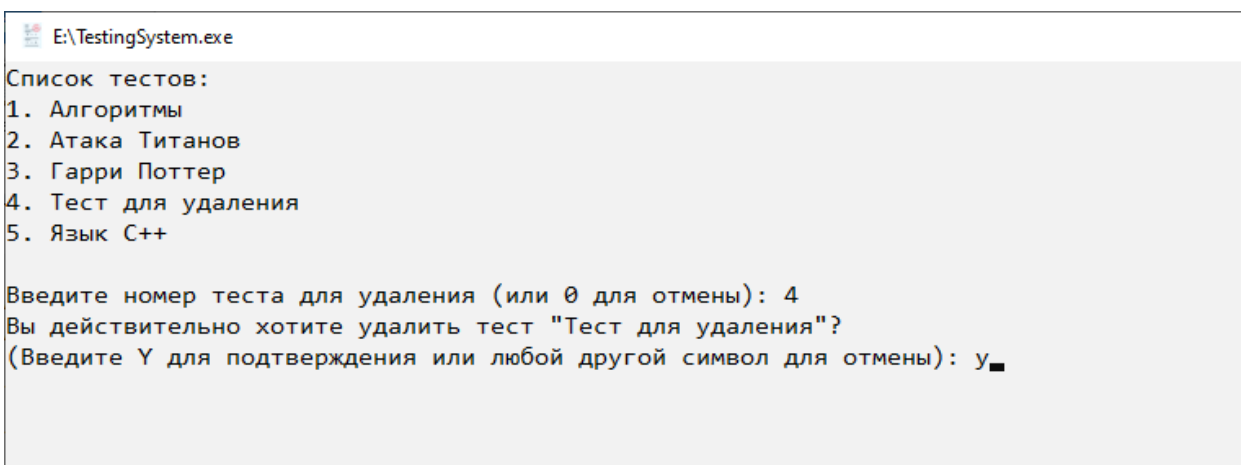 E:\TestingSystem.exe
Список тестов:
1. Алгоритмы
2. Атака Титанов
3. Гарри Поттер
4. Тест для удаления
5. Язык C++
Введите номер теста для удаления (или 0 для отмены): 4
Вы действительно хотите удалить тест "Тест для удаления"?
(Введите Y для подтверждения или любой другой символ для отмены): y